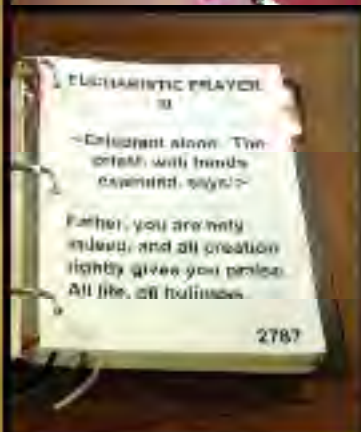 EUCHARISTIC PRAYER
III
<Celebrant alone. The
priest, with hands
extended, says:>
Father, you are holy
indeed, and all creation
rightly gives you praise.
All life, all holiness
2787